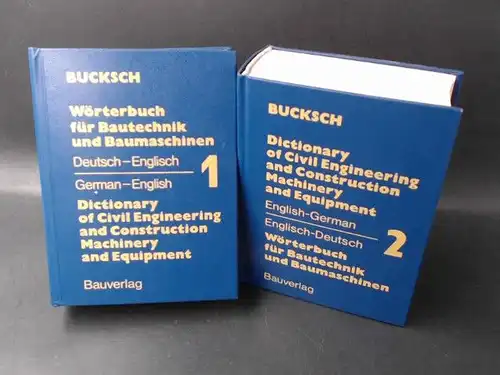 BUCKSCH
Wörterbuch
für Bautechnik
und Baumaschinen
Deutsch–Englisch
1
German–English
Dictionary
of Civil Engineering
and Construction
Machinery
and Equipment
Bauverlag
BUCKSCH
Dictionary
of Civil Engineering
and Construction
Machinery
and Equipment
English-German
2
Englisch-Deutsch
Wörterbuch
für Bautechnik
und Baumaschinen
Bauverlag